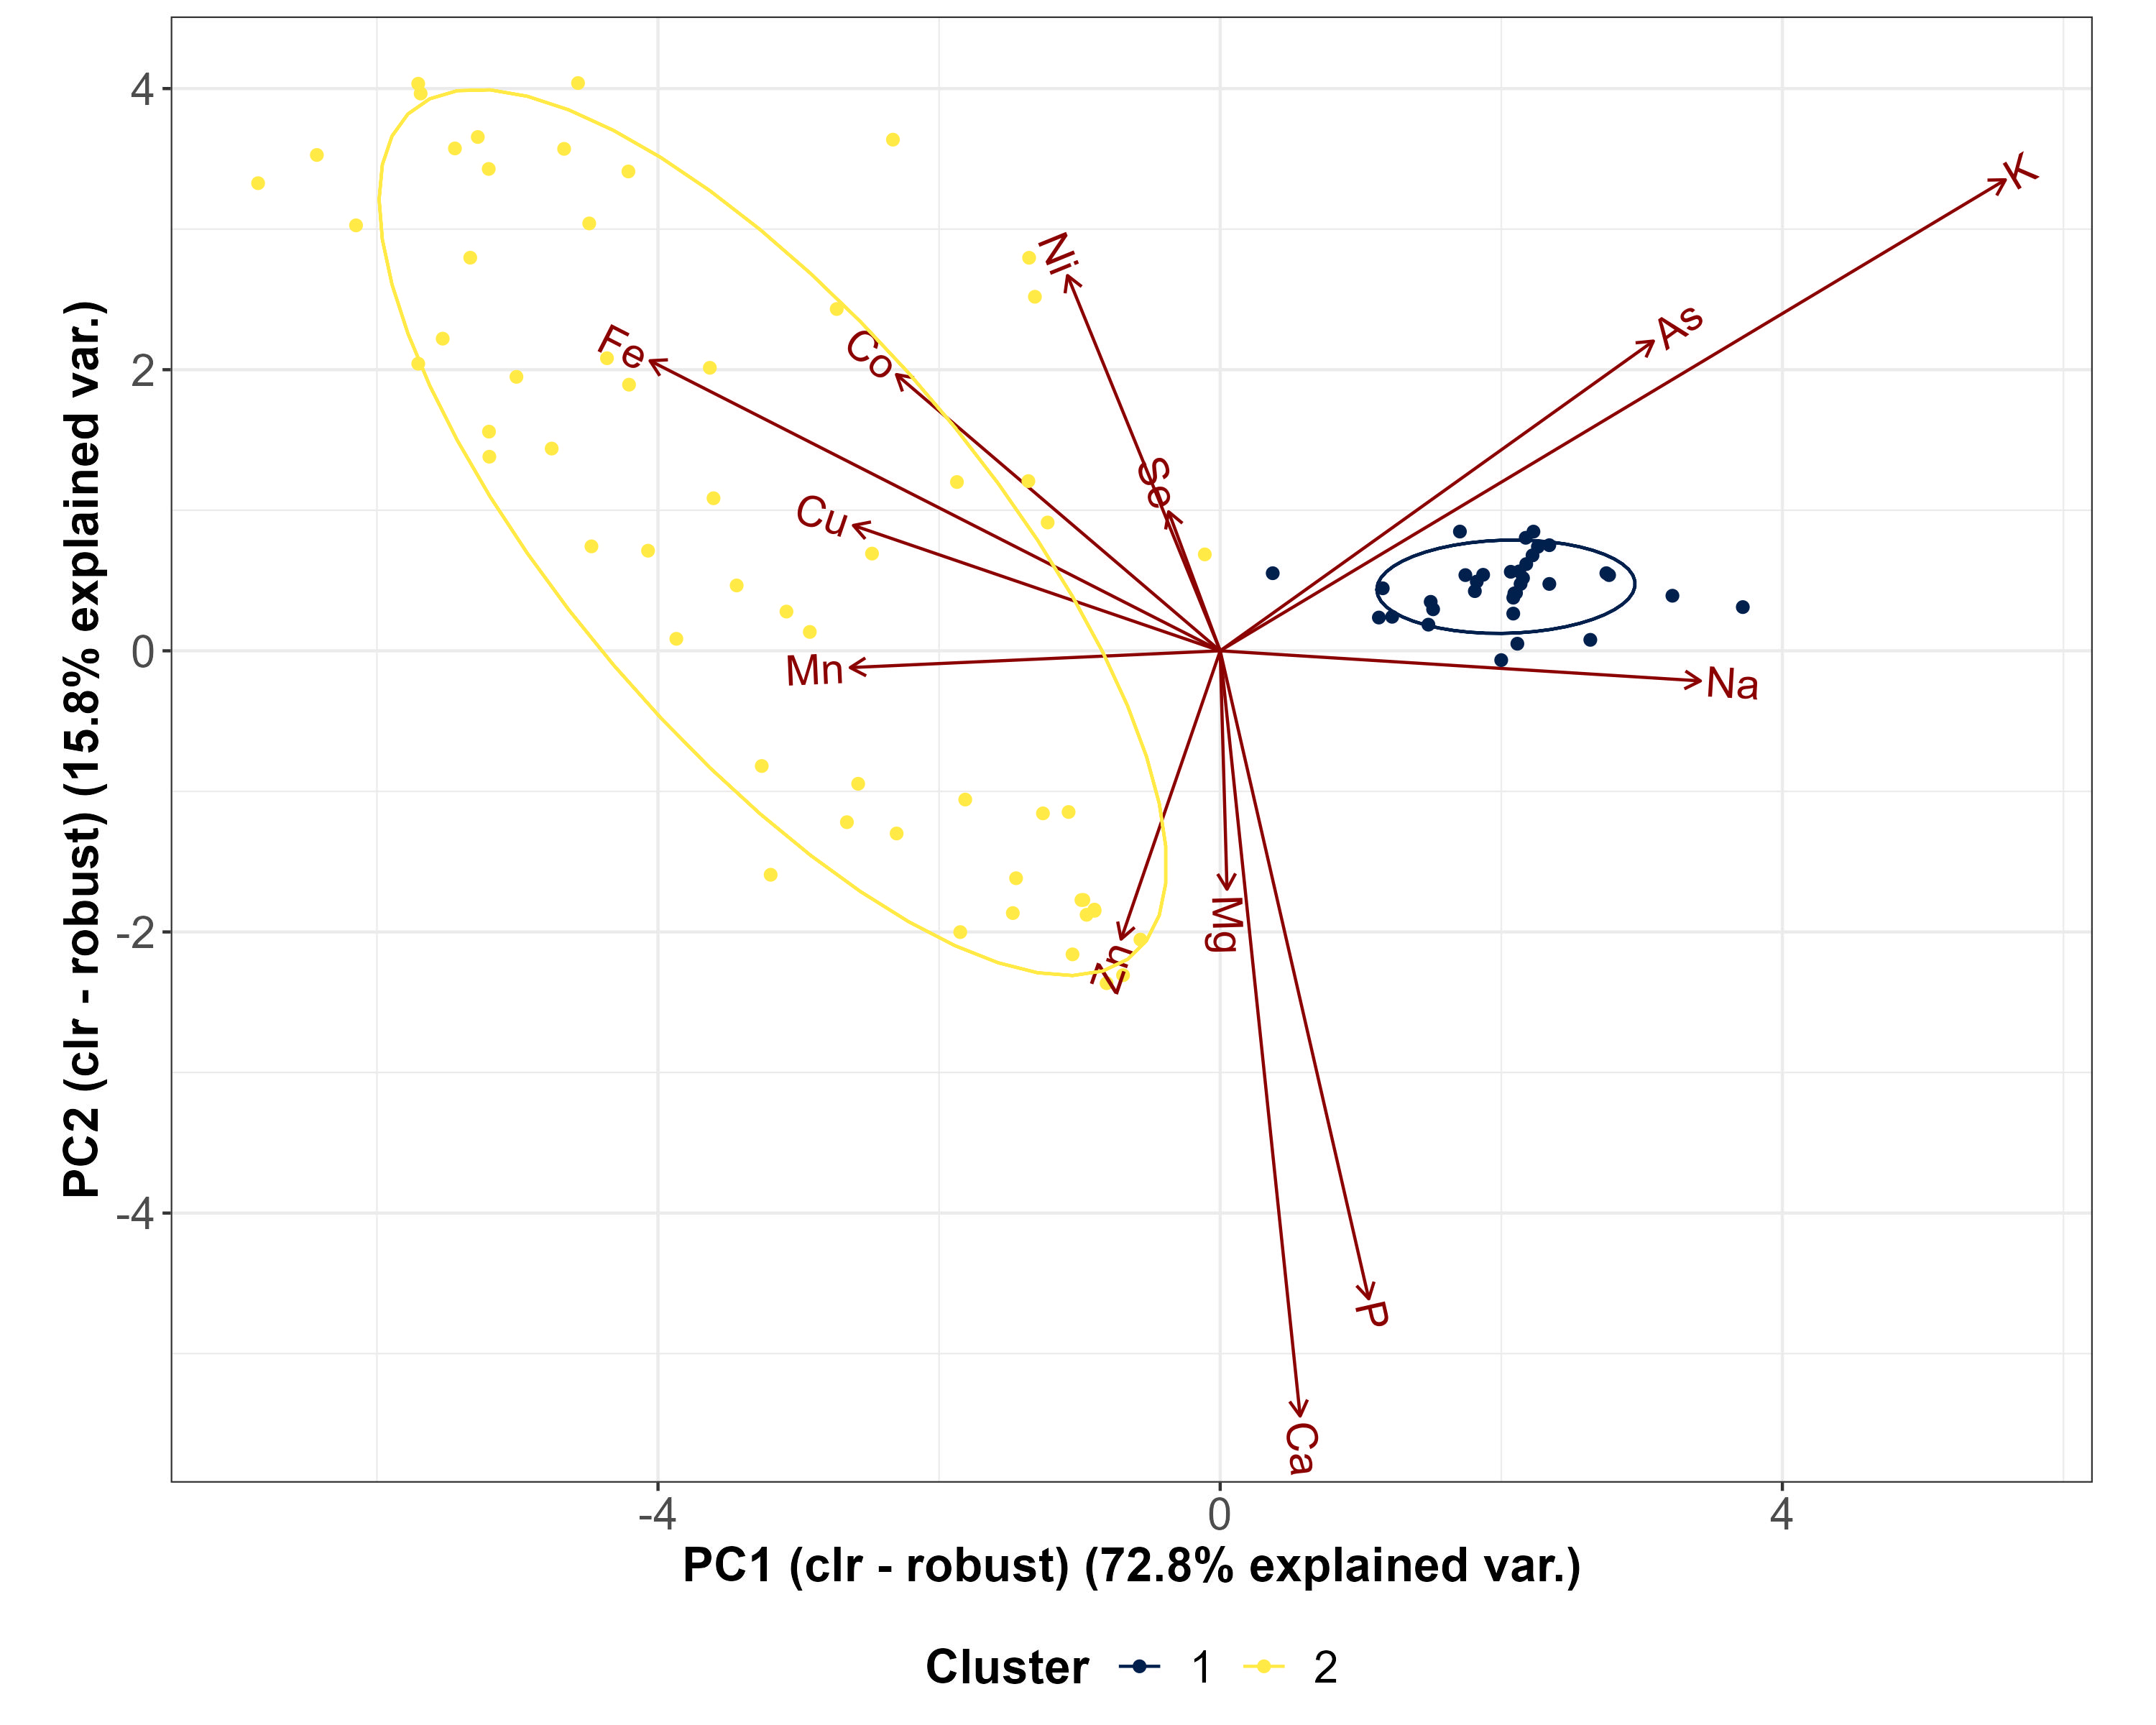 PC2 (clr - robust) (15.8% explained var.)
4
2
0
-2
-4
K
As
Ni
Fe
Co
Se
Cu
Mn
Na
Mg
Zn
P
Ca
-4
0
4
PC1 (clr - robust) (72.8% explained var.)
Cluster 1 2